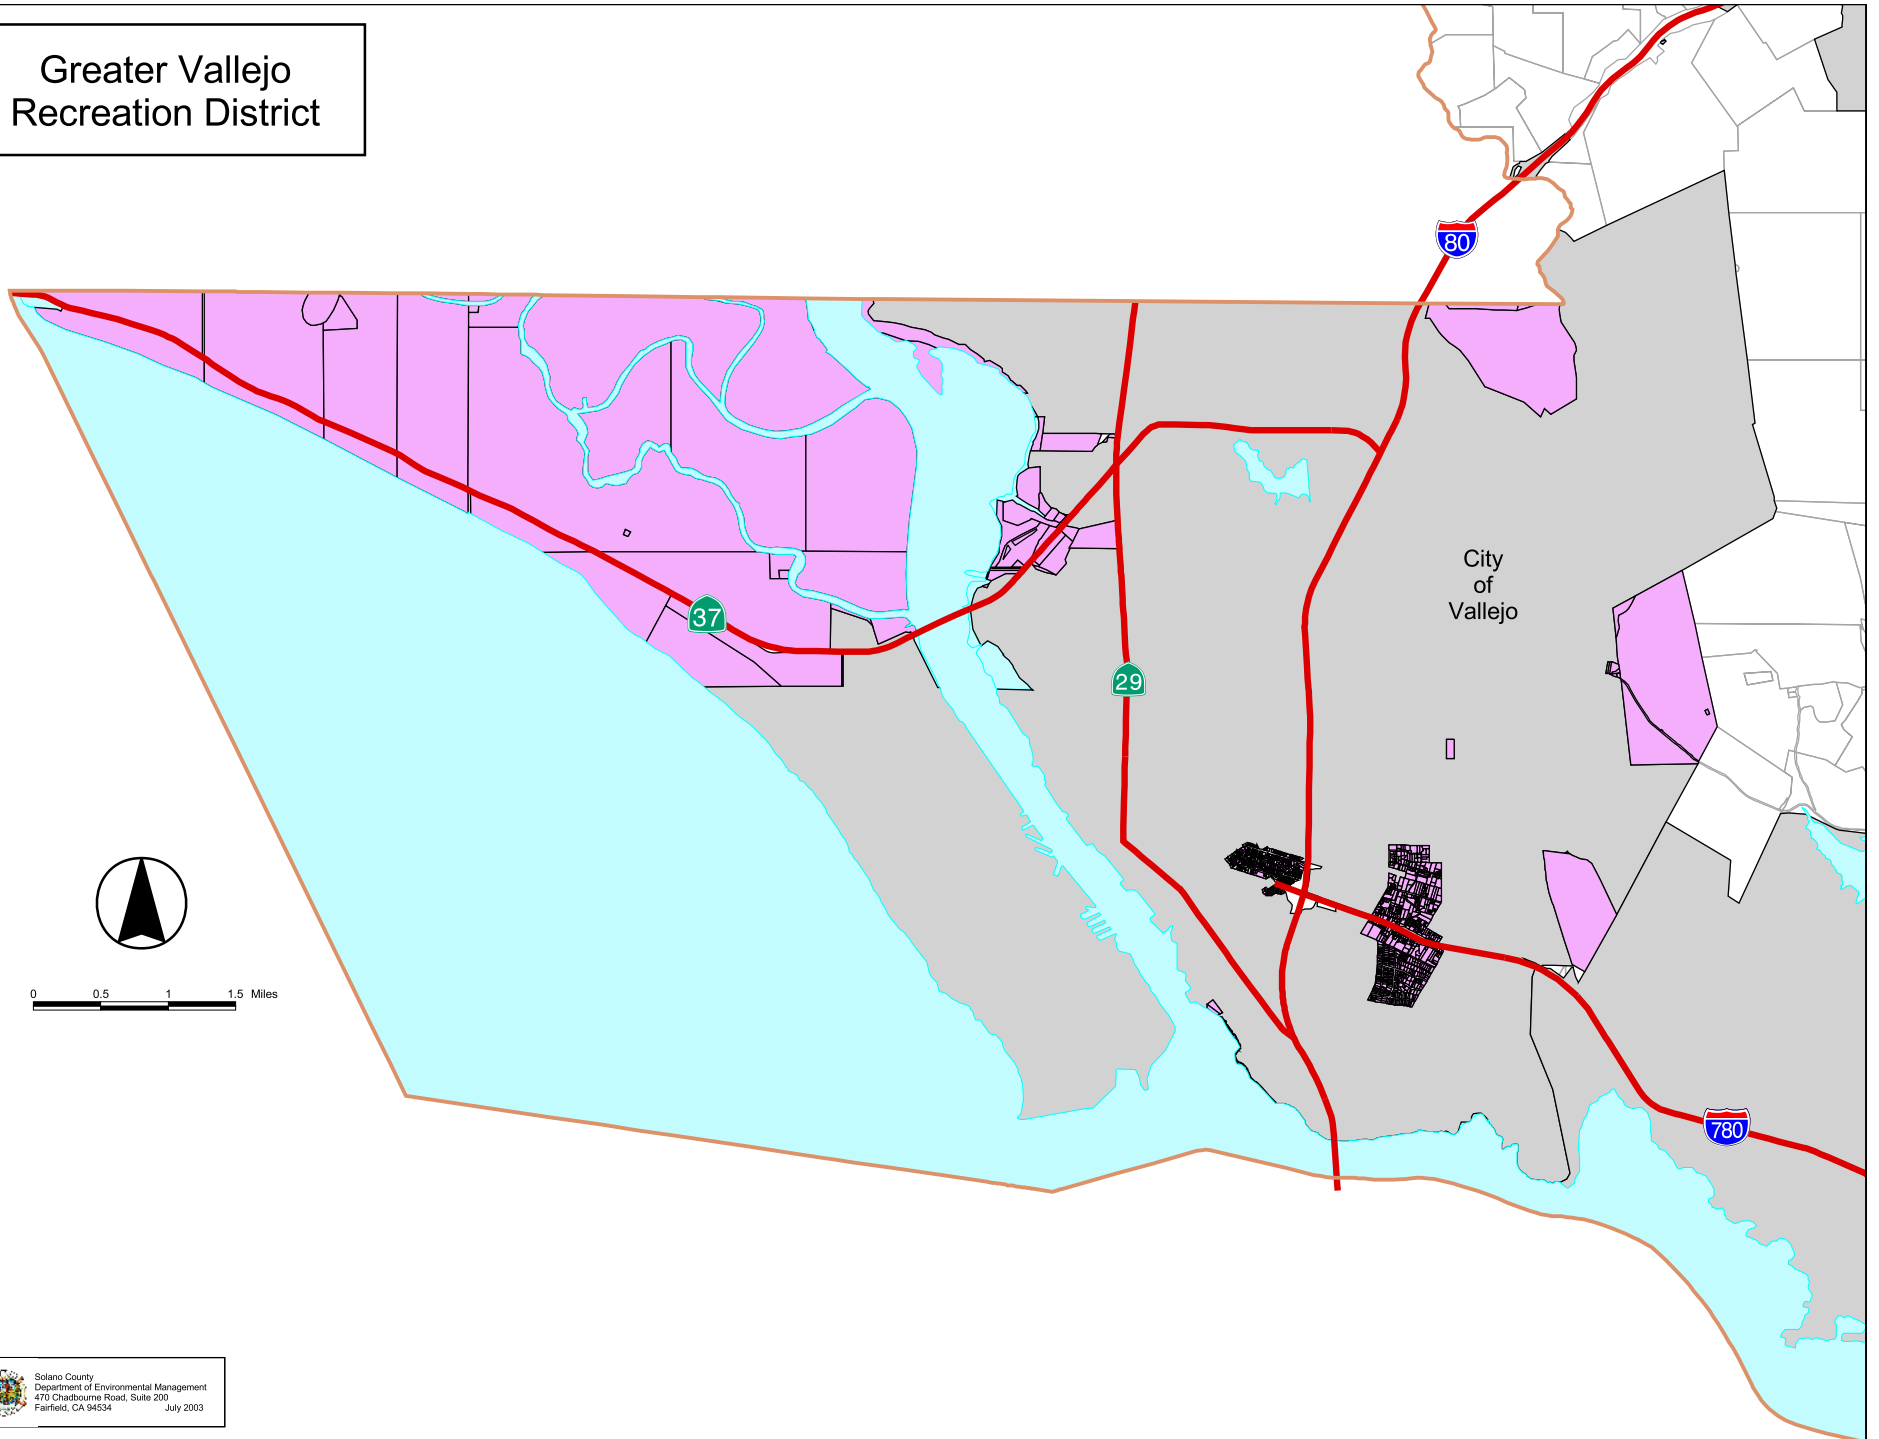 Greater Vallejo
Recreation District
80
37
City
of
Vallejo
29
0 0.5 1 1.5 Miles
780
Solano County
Department of Environmental Management
470 Chadbourne Road, Suite 200
Fairfield, CA 94534 July 2003